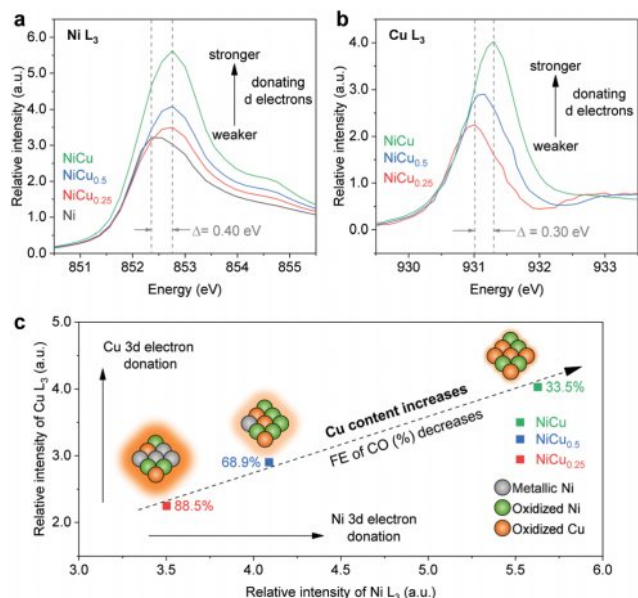 a
Ni L3
6.0
5.0
4.0
3.0
2.0
1.0
0.0
Relative intensity (a.u.)
stronger
donating
d electrons
weaker
NiCu
NiCu0.5
NiCu0.25
Ni
Δ= 0.40 eV
851 852 853 854 855
Energy (eV)
b
Cu L3
5.0
4.0
3.0
2.0
1.0
0.0
Relative intensity (a.u.)
stronger
donating
d electrons
weaker
NiCu
NiCu0.5
NiCu0.25
Δ = 0.30 eV
930 931 932 933
Energy (eV)
c
5.0
4.0
3.0
2.0
Relative intensity of Cu L3 (a.u.)
Cu 3d electron
donation
33.5%
Cu content increases
FE of CO (%) decreases
68.9%
88.5%
NiCu
NiCu0.5
NiCu0.25
Metallic Ni
Oxidized Ni
Oxidized Cu
Ni 3d electron
donation
3.0 3.5 4.0 4.5 5.0 5.5 6.0
Relative intensity of Ni L3 (a.u.)